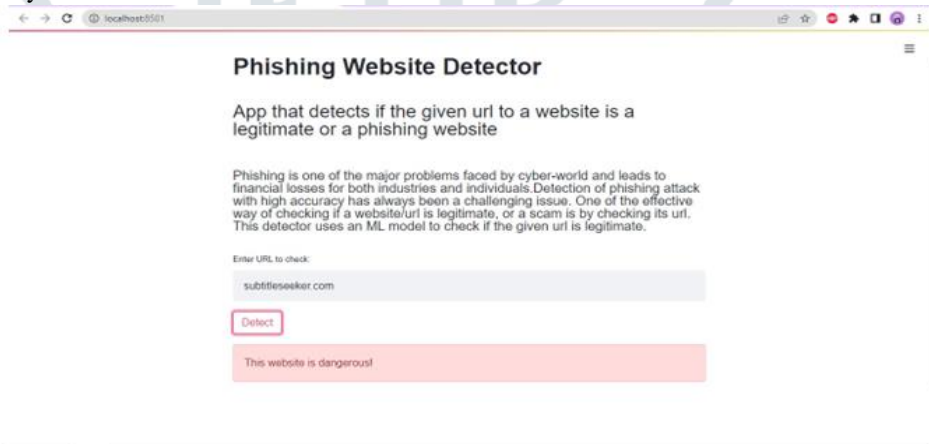 localhost:8501
Phishing Website Detector
App that detects if the given url to a website is a
legitimate or a phishing website
Phishing is one of the major problems faced by cyber-world and leads to
financial losses for both industries and individuals.Detection of phishing attack
with high accuracy has always been a challenging issue. One of the effective
way of checking if a website/url is legitimate, or a scam is by checking its url.
This detector uses an ML model to check if the given url is legitimate.
Enter URL to check:
subtitleseeker.com
Detect
This website is dangerous!